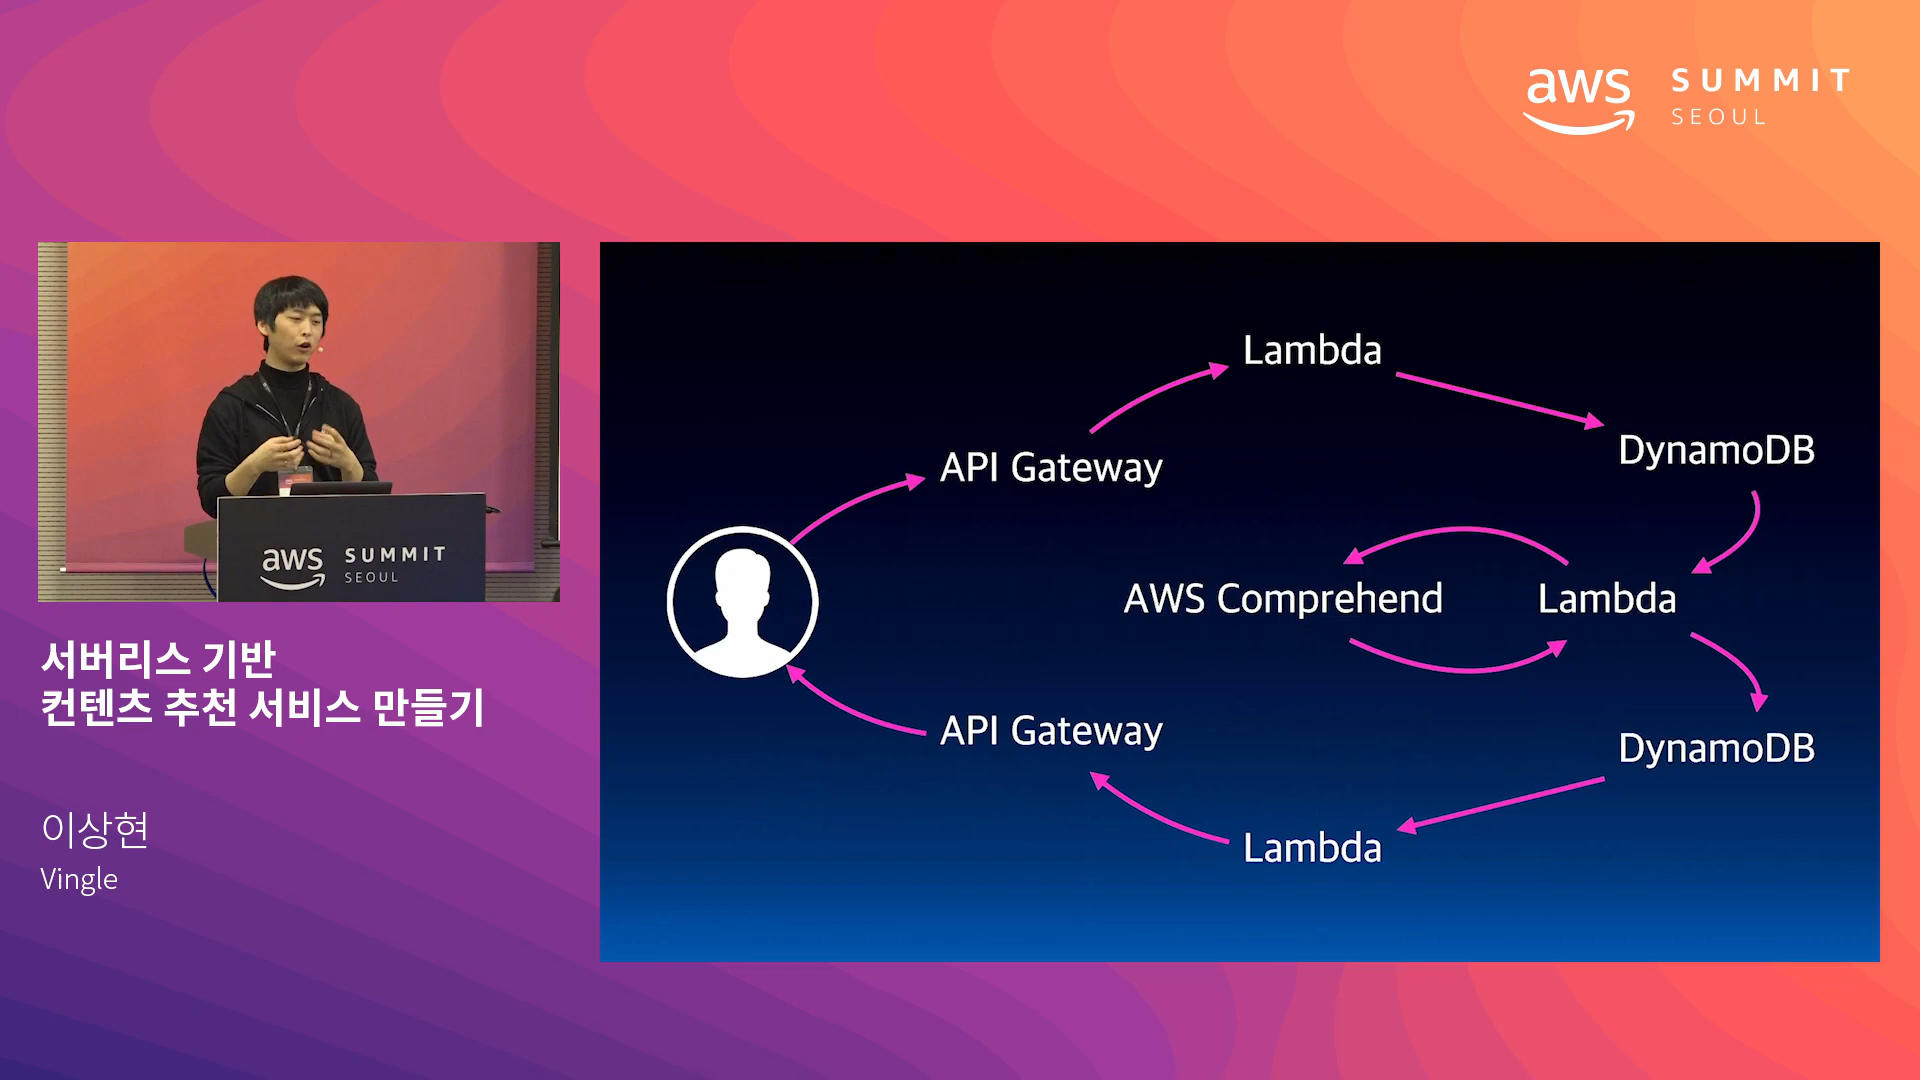 aws SUMMIT
SEOUL
aws SUMMIT
SEOUL
서버리스 기반
컨텐츠 추천 서비스 만들기
이상현
Vingle
Lambda
API Gateway
DynamoDB
AWS Comprehend
Lambda
API Gateway
DynamoDB
Lambda